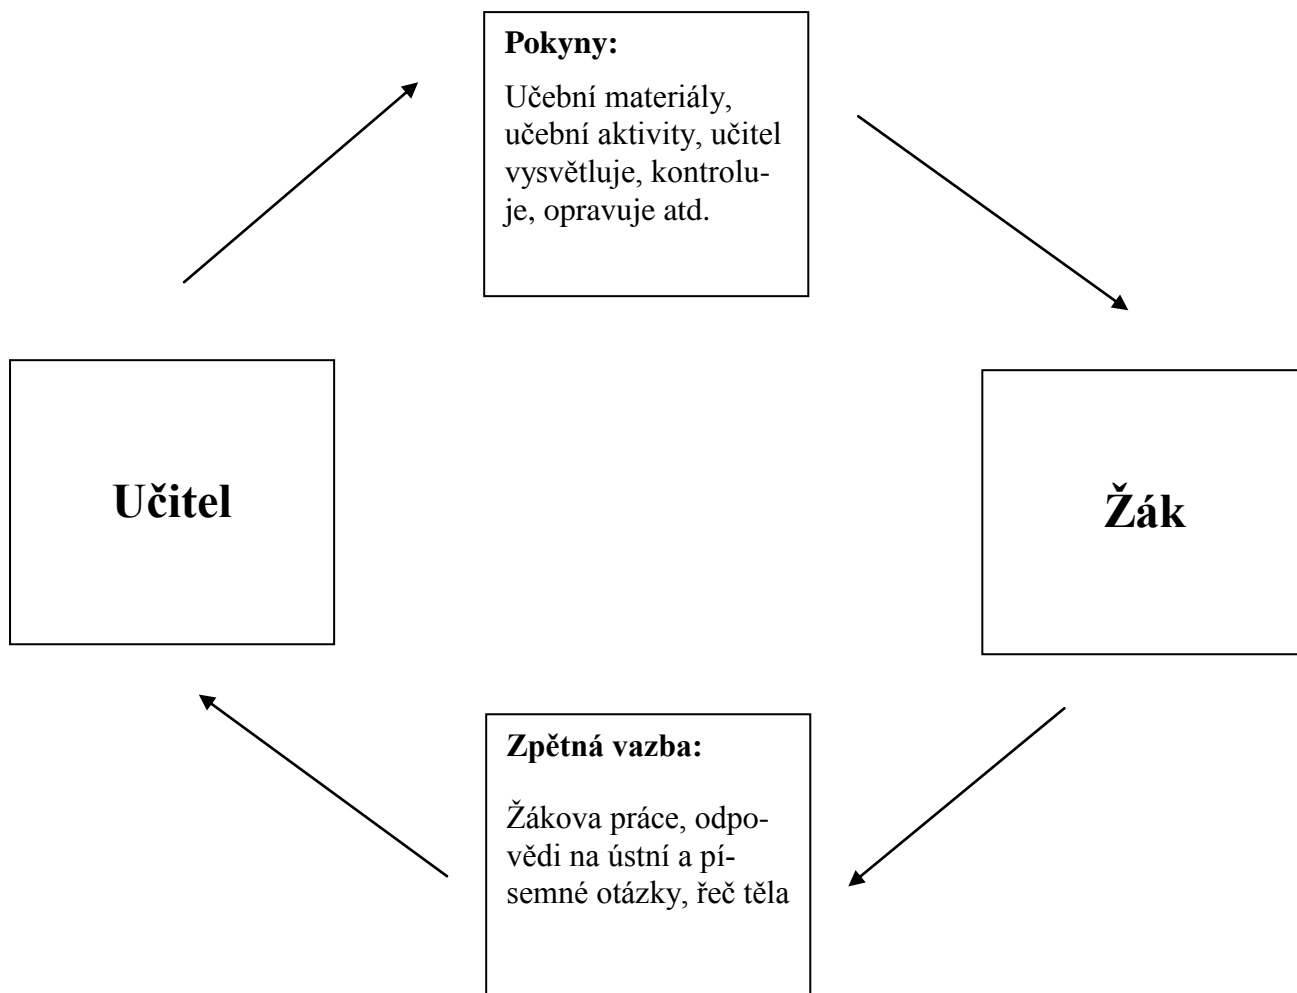 Pokyny:
Učební materiály,
učební aktivity, učitel
vysvětluje, kontrolu-
je, opravuje atd.
Učitel
Žák
Zpětná vazba:
Žákova práce, odpo-
vědi na ústní a pí-
semné otázky, řeč těla